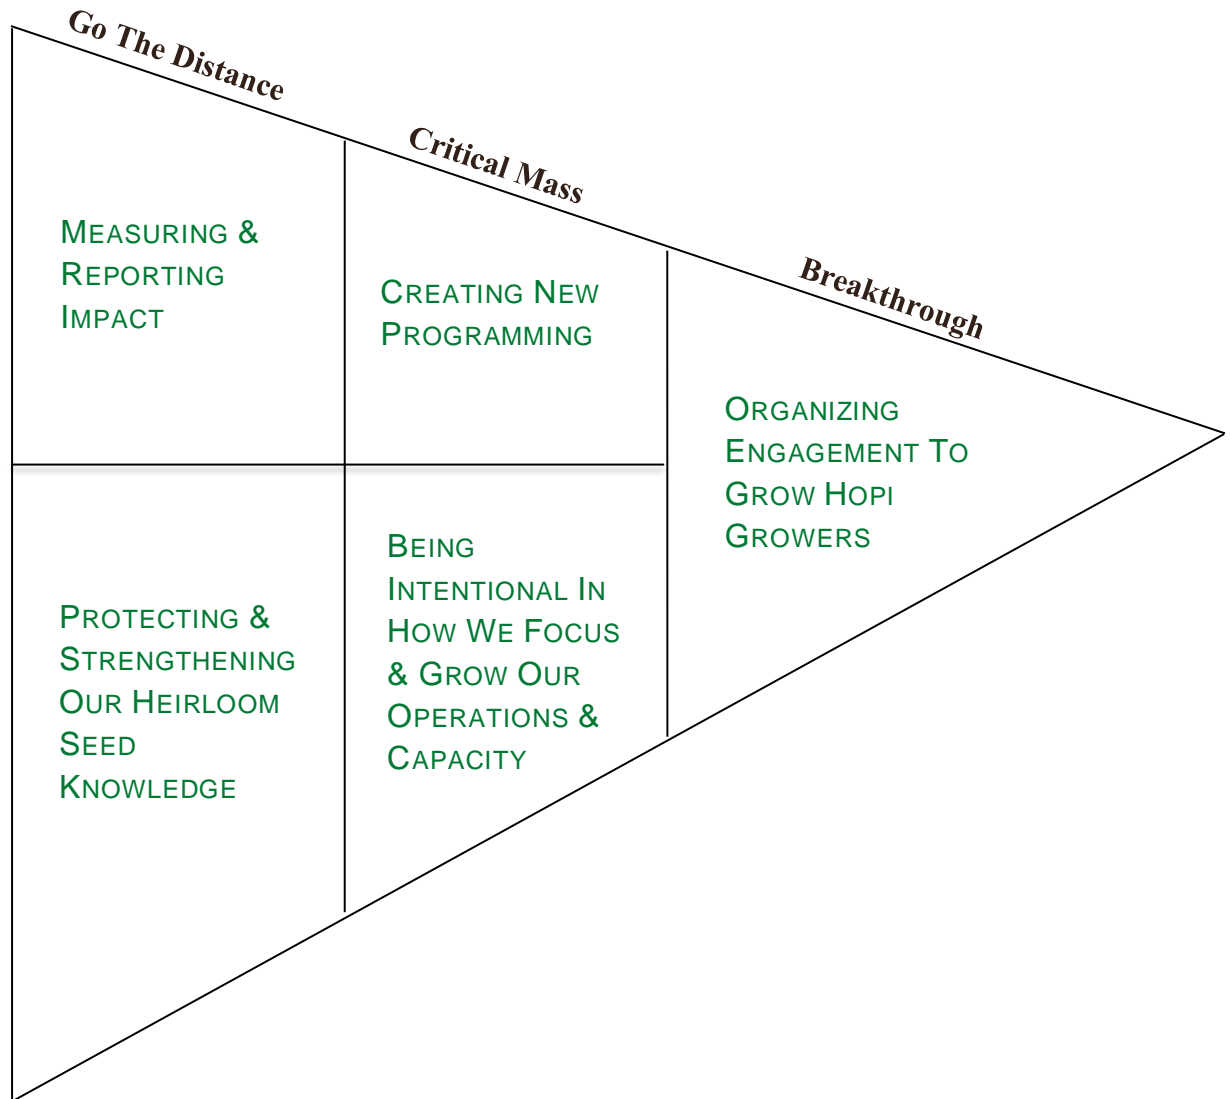 Go The Distance
Critical Mass
Breakthrough
MEASURING &
REPORTING
IMPACT
CREATING NEW
PROGRAMMING
ORGANIZING
ENGAGEMENT TO
GROW HOPI
GROWERS
PROTECTING &
STRENGTHENING
OUR HEIRLOOM
SEED
KNOWLEDGE
BEING
INTENTIONAL IN
HOW WE FOCUS
& GROW OUR
OPERATIONS &
CAPACITY